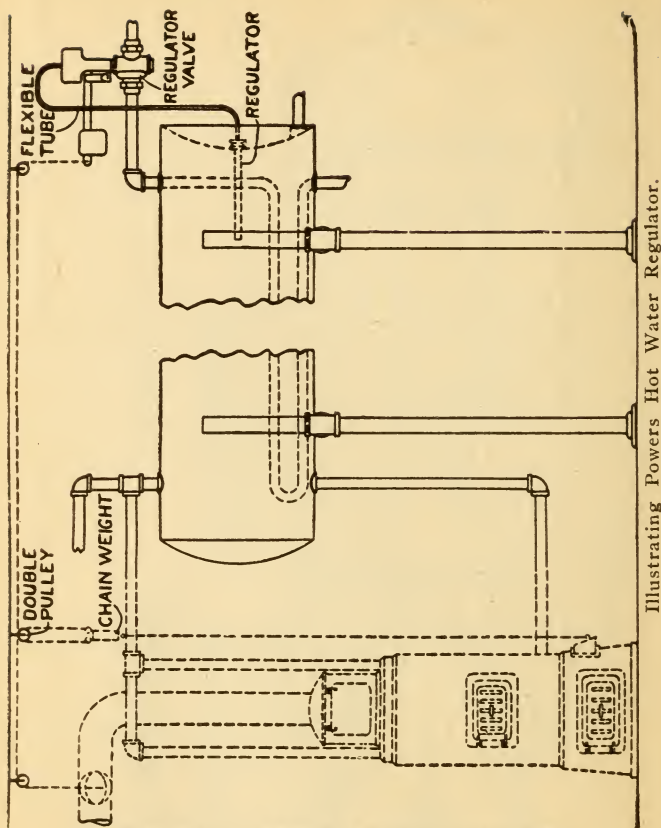 FLEXIBLE
TUBE
REGULATOR
VALVE
REGULATOR
DOUBLE
PULLEY
CHAIN WEIGHT
Illustrating Powers Hot Water Regulator.